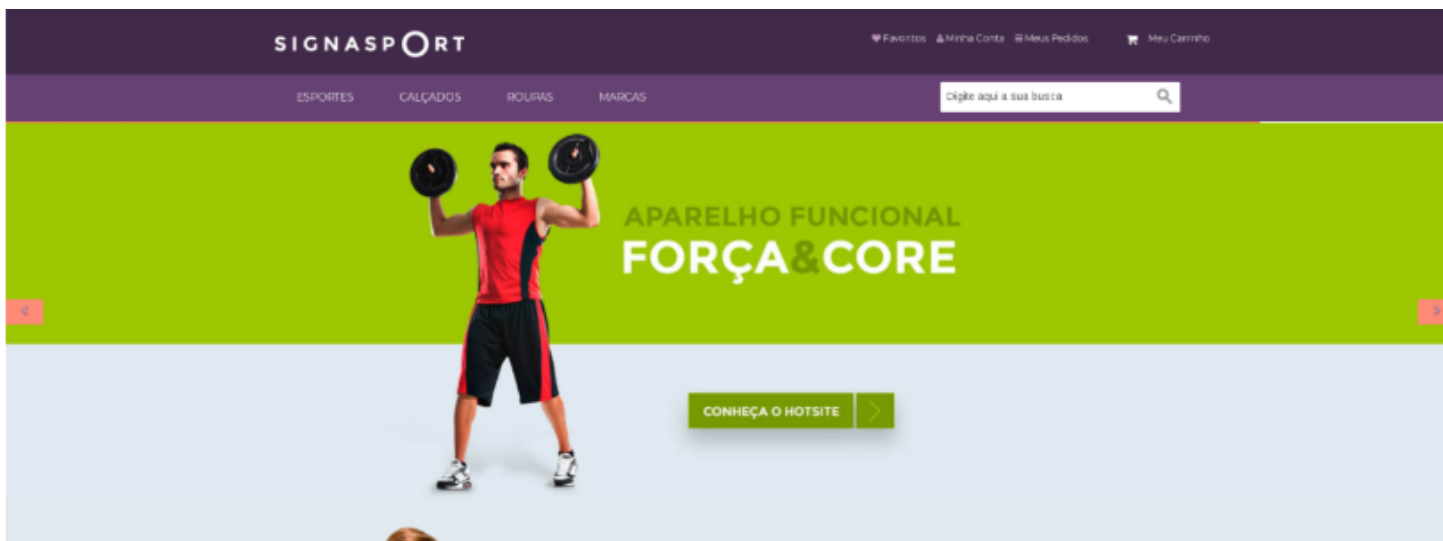 SIGNASPORT
Favoritos Minha Conta Meus Pedidos Meu Carrinho
ESPORTES CALÇADOS ROUPAS MARCAS
Digite aqui a sua busca
APARELHO FUNCIONAL
FORÇA&CORE
CONHEÇA O HOTSITE